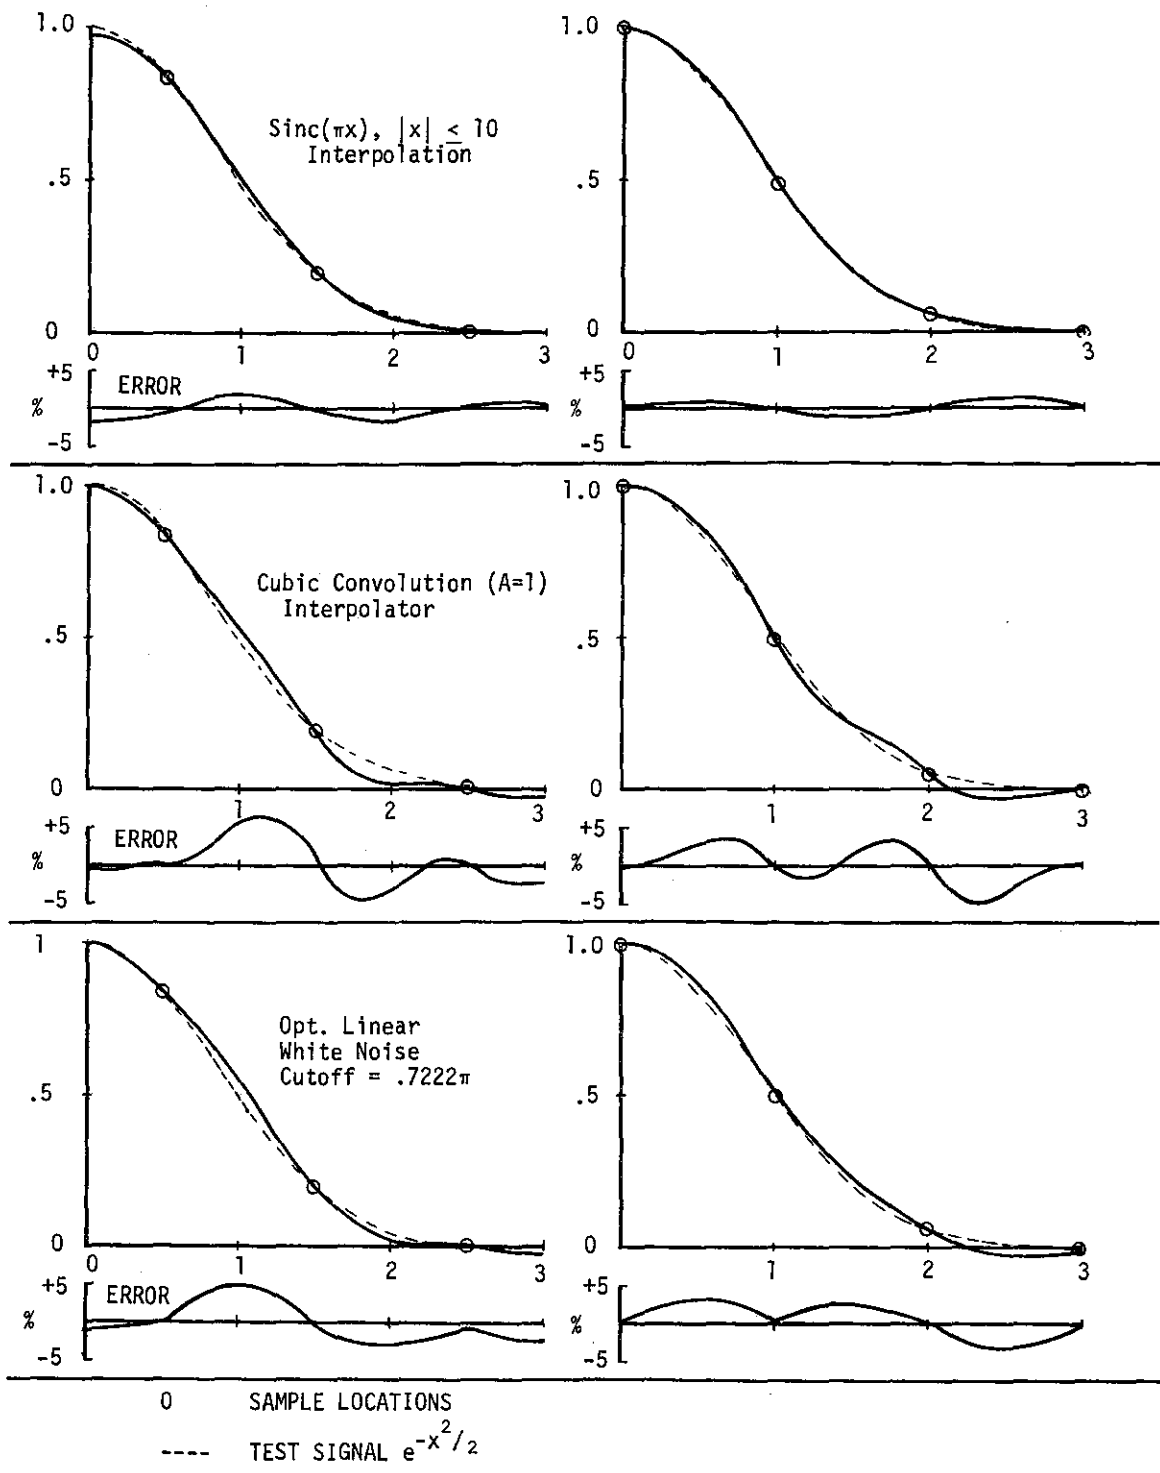 1.0
.5
0
Sinc(πx), |x| ≤ 10
Interpolation
0 1 2 3
+5
%
-5
ERROR
1.0
.5
0
0 1 2 3
+5
%
-5
1.0
.5
0
Cubic Convolution (A=1)
Interpolator
1 2 3
+5
%
-5
ERROR
1.0
.5
0
1 2 3
+5
%
-5
1
.5
0
Opt. Linear
White Noise
Cutoff = .7222π
0 1 2 3
+5
%
-5
ERROR
1.0
.5
0
1 2 3
+5
%
-5
O SAMPLE LOCATIONS
---- TEST SIGNAL e^-x²/2